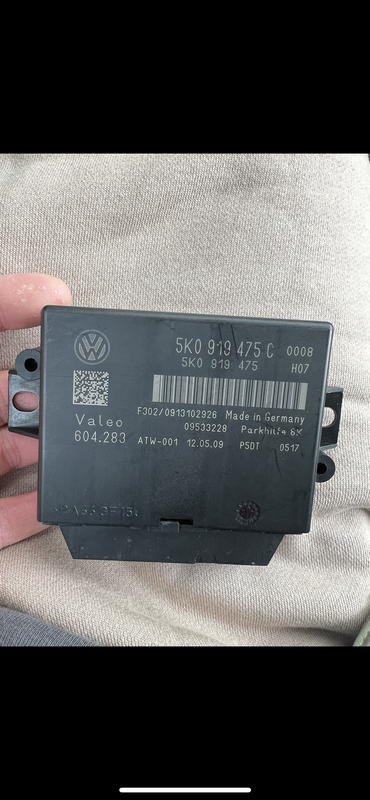 5K0 919 475 C 0008
5K0 919 475 H07
F302/0913102926 Made in Germany
Valeo 09533228 Parkhilfe 8K
604.283 ATW-001 12.05.09 PSDT 0517